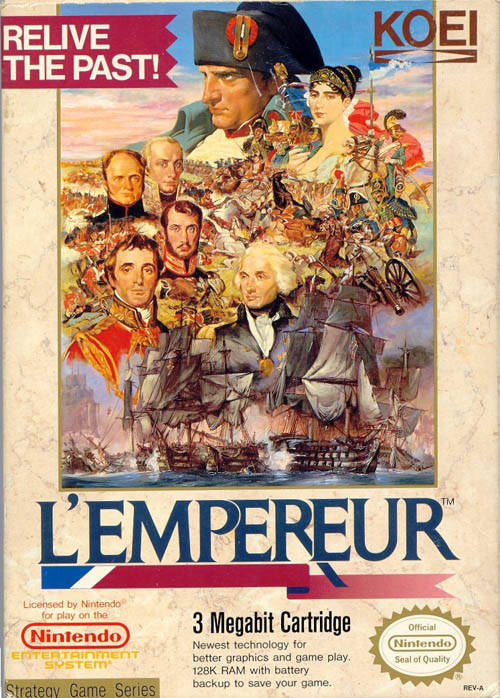 RELIVE
THE PAST!
KOEI
L'EMPEREUR™
Licensed by Nintendo®
for play on the
Nintendo
ENTERTAINMENT
SYSTEM®
3 Megabit Cartridge
Newest technology for
better graphics and game play.
128K RAM with battery
backup to save your game.
Official
Nintendo
Seal of Quality
®
REV-A
Strategy Game Series